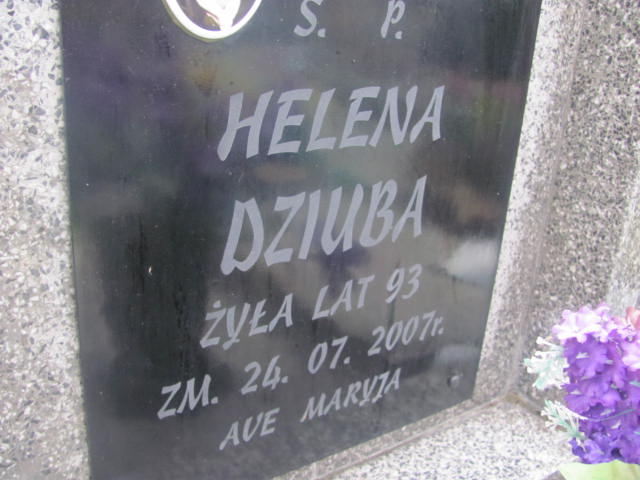 Ś. P.
HELENA
DZIUBA
ŻYŁA LAT 93
ZM. 24. 07. 2007r.
AVE MARYJA